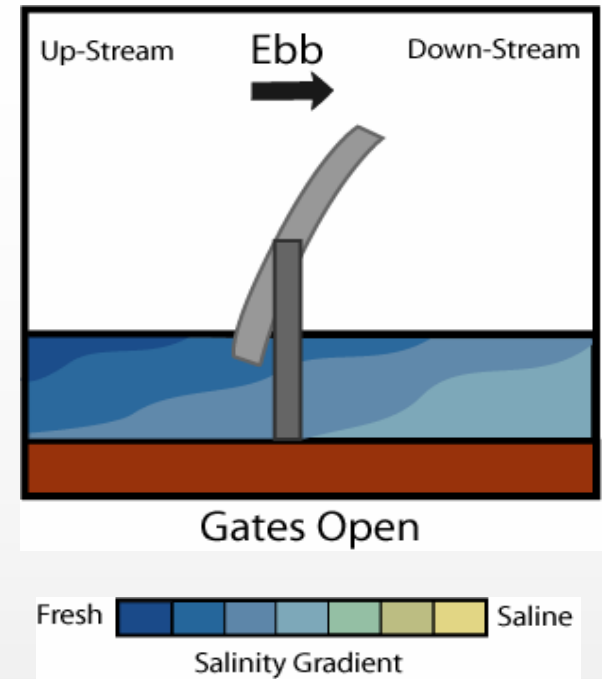 Up-Stream
Ebb
Down-Stream
Gates Open
Fresh
Saline
Salinity Gradient